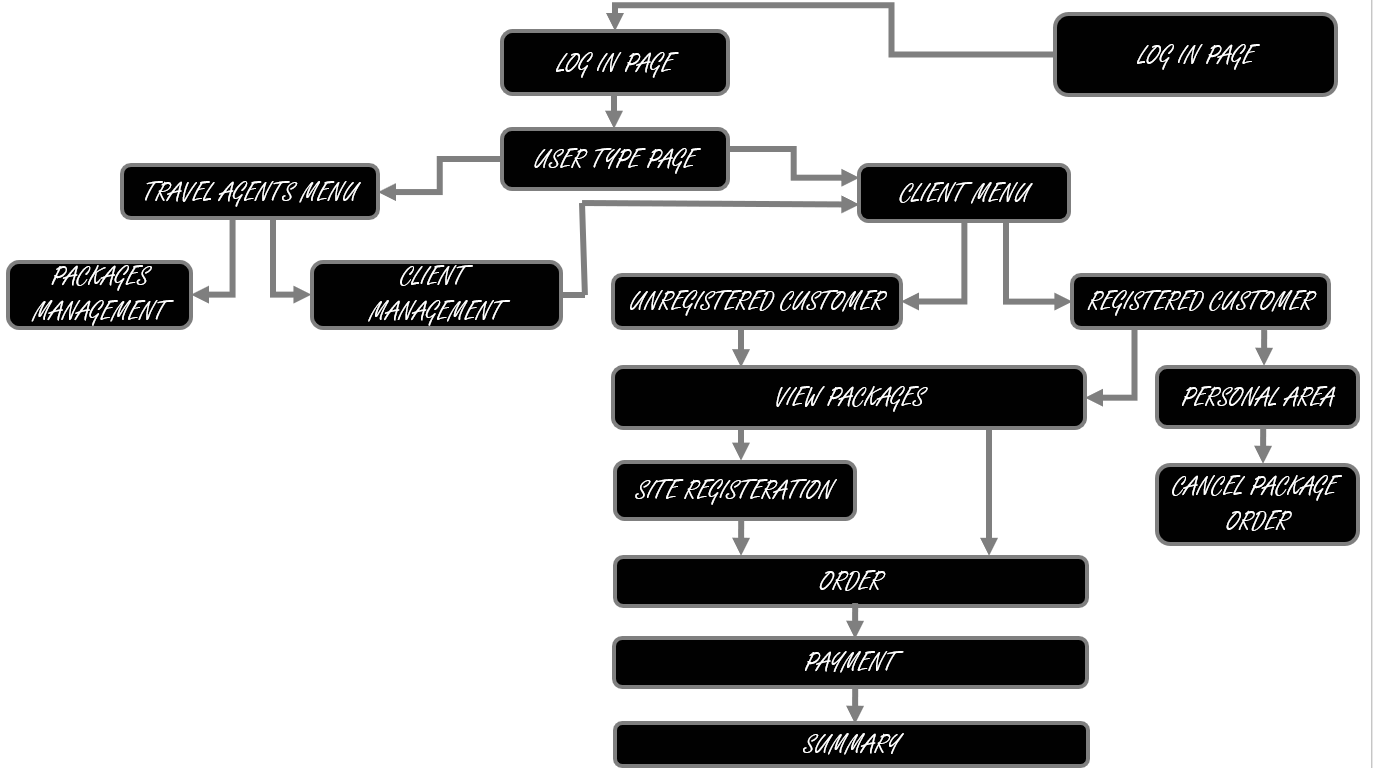 LOG IN PAGE
LOG IN PAGE
USER TYPE PAGE
TRAVEL AGENTS MENU
CLIENT MENU
PACKAGES
MANAGEMENT
CLIENT
MANAGEMENT
UNREGISTERED CUSTOMER
REGISTERED CUSTOMER
VIEW PACKAGES
PERSONAL AREA
SITE REGISTERATION
CANCEL PACKAGE
ORDER
ORDER
PAYMENT
SUMMARY